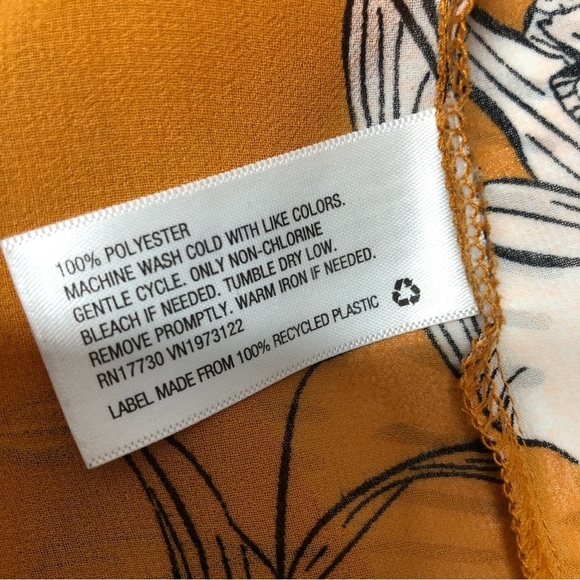 100% POLYESTER
MACHINE WASH COLD WITH LIKE COLORS.
GENTLE CYCLE. ONLY NON-CHLORINE
BLEACH IF NEEDED. TUMBLE DRY LOW.
REMOVE PROMPTLY. WARM IRON IF NEEDED.
RN17730 VN1973122
LABEL MADE FROM 100% RECYCLED PLASTIC